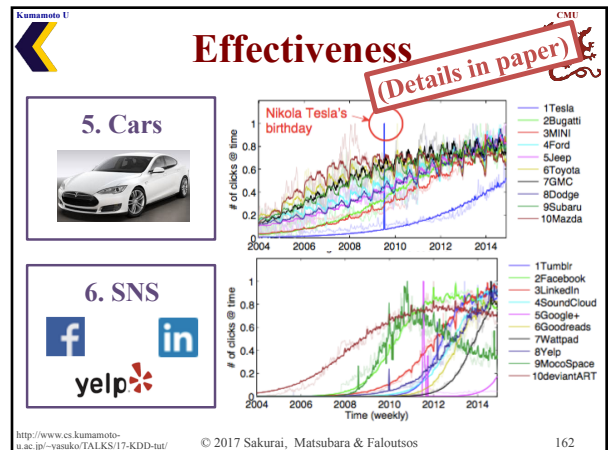 Kumamoto U
CMU
Effectiveness
(Details in paper)
5. Cars
Nikola Tesla's
birthday
# of clicks @ time
1
0.8
0.6
0.4
0.2
0
2004
2006
2008
2010
2012
2014
1Tesla
2Bugatti
3MINI
4Ford
5Jeep
6Toyota
7GMC
8Dodge
9Subaru
10Mazda
6. SNS
f
in
yelp
# of clicks @ time
1
0.8
0.6
0.4
0.2
0
2004
2006
2008
2010
2012
2014
Time (weekly)
1Tumblr
2Facebook
3LinkedIn
4SoundCloud
5Google+
6Goodreads
7Wattpad
8Yelp
9MocoSpace
10deviantART
http://www.cs.kumamoto-
u.ac.jp/~yasuko/TALKS/17-KDD-tut/
© 2017 Sakurai, Matsubara & Faloutsos
162